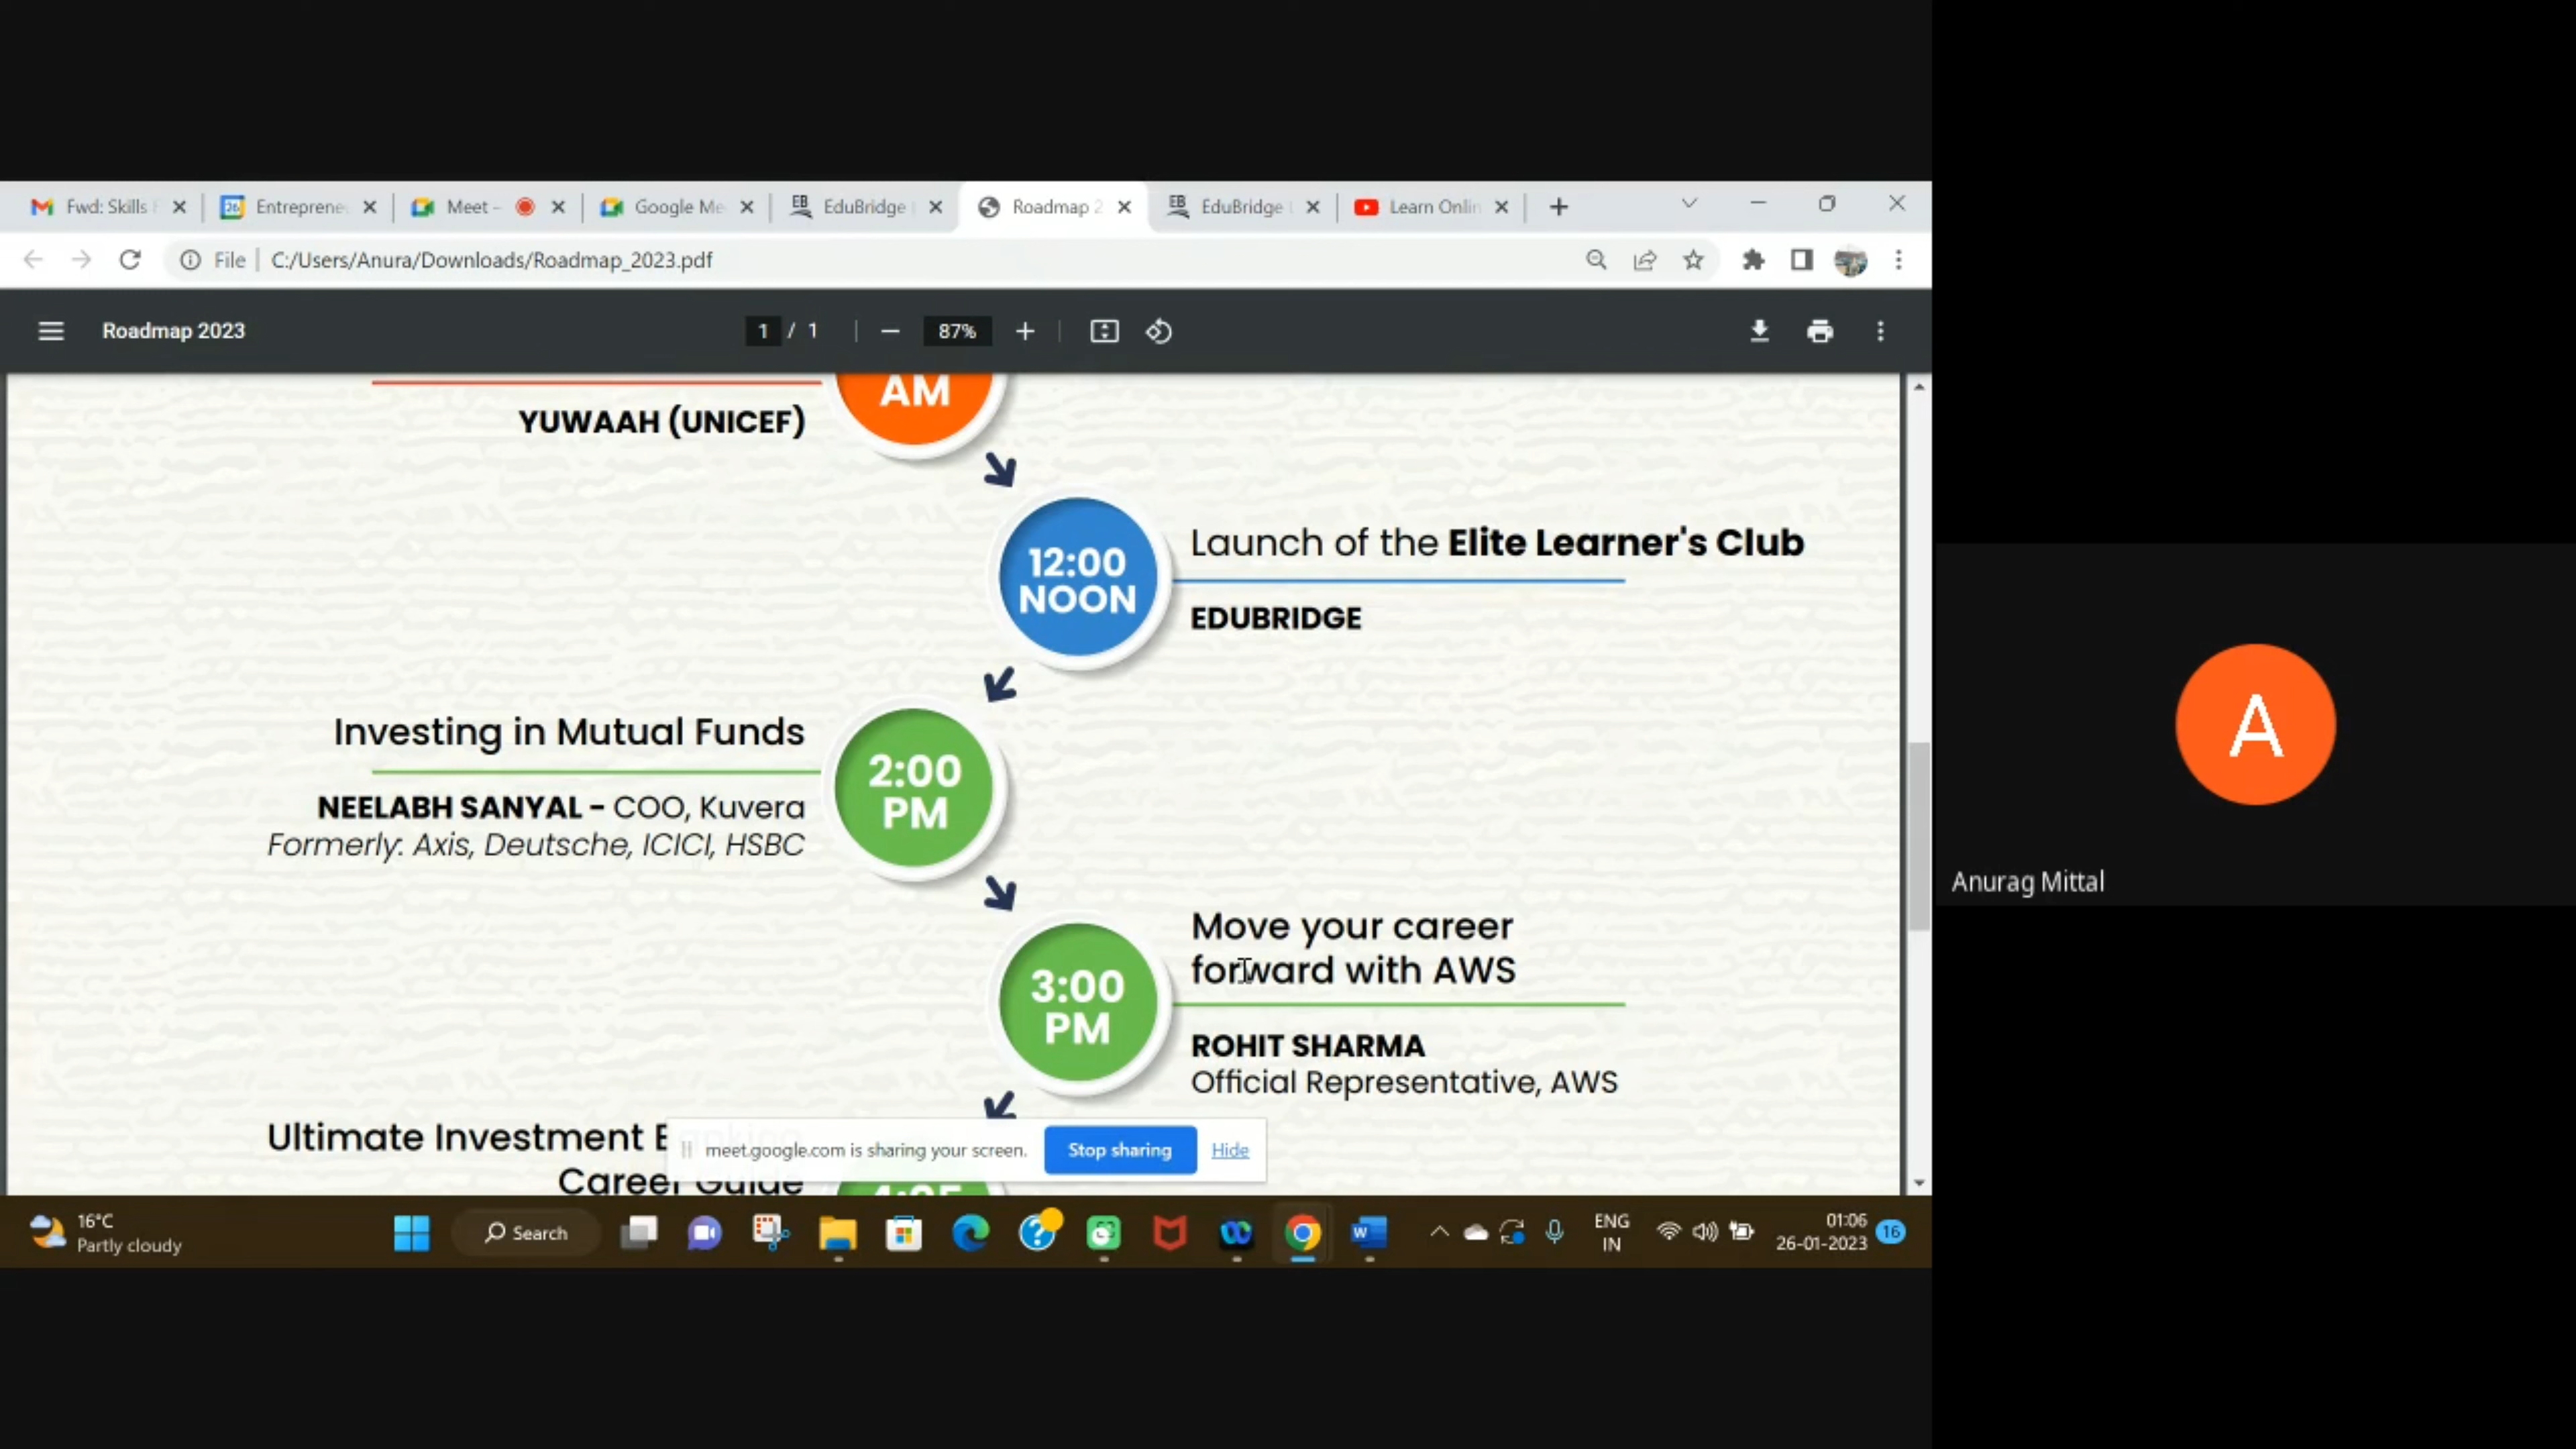 Fwd: Skills
Entreprene
Meet -
Google Me
EduBridge
Roadmap 2
EduBridge
Learn Onlin
File
C:/Users/Anura/Downloads/Roadmap_2023.pdf
Roadmap 2023
1 / 1
87%
AM
YUWAAH (UNICEF)
12:00
NOON
Launch of the Elite Learner's Club
EDUBRIDGE
Investing in Mutual Funds
NEELABH SANYAL - COO, Kuvera
Formerly: Axis, Deutsche, ICICI, HSBC
2:00
PM
3:00
PM
Move your career
forward with AWS
ROHIT SHARMA
Official Representative, AWS
Ultimate Investment
Career Guide
meet.google.com is sharing your screen.
Stop sharing
Hide
A
Anurag Mittal
16°C
Partly cloudy
Search
ENG
IN
01:06
26-01-2023
16